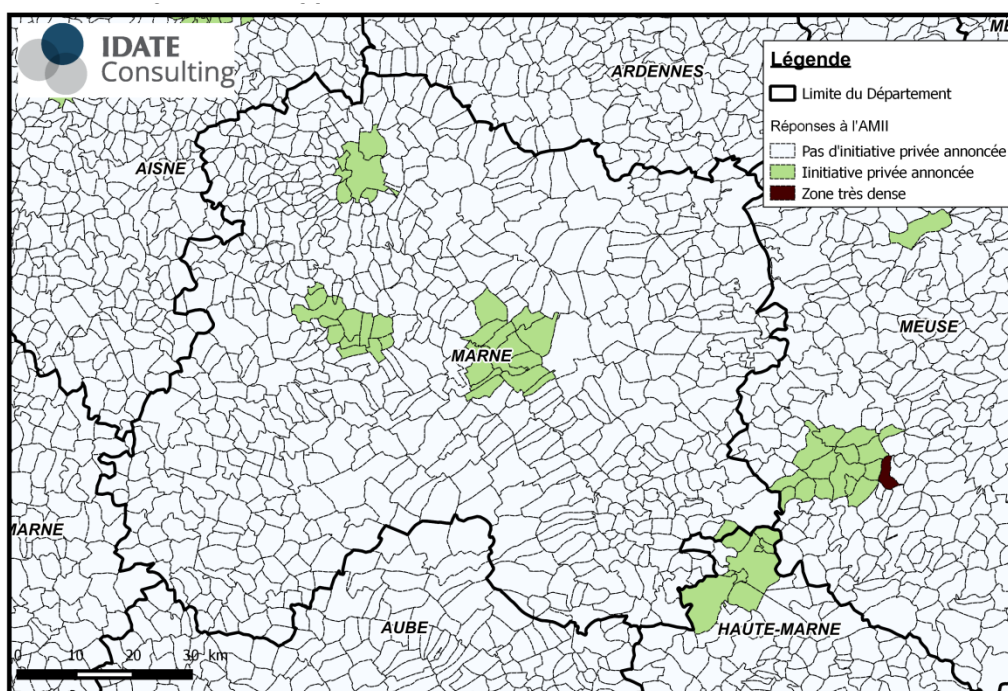 IDATE
Consulting
ARDENNES
ME
Légende
Limite du Département
Réponses à l'AMII
Pas d'initiative privée annoncée
Iinitiative privée annoncée
Zone très dense
AISNE
MEUSE
MARNE
MARNE
AUBE
HAUTE-MARNE
0 10 20 30 km